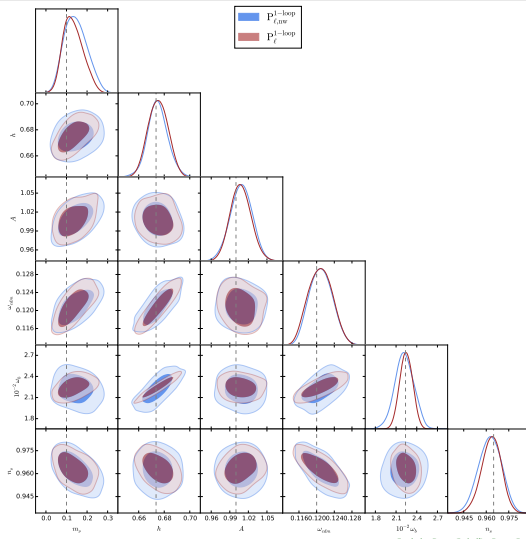 P^{1-loop}_{ℓ,nw}
P^{1-loop}_{ℓ}
0.70
0.68
0.66
h
1.05
1.02
0.99
0.96
A
0.128
0.124
0.120
0.116
ω_{cdm}
2.7
2.4
2.1
1.8
10^{-2}ω_b
0.975
0.960
0.945
n_s
0.0 0.1 0.2 0.3
0.66 0.68 0.70
0.96 0.99 1.02 1.05
0.116 0.120 0.124 0.128
1.8 2.1 2.4 2.7
0.945 0.960 0.975
h
A
ω_{cdm}
10^{-2}ω_b
n_s